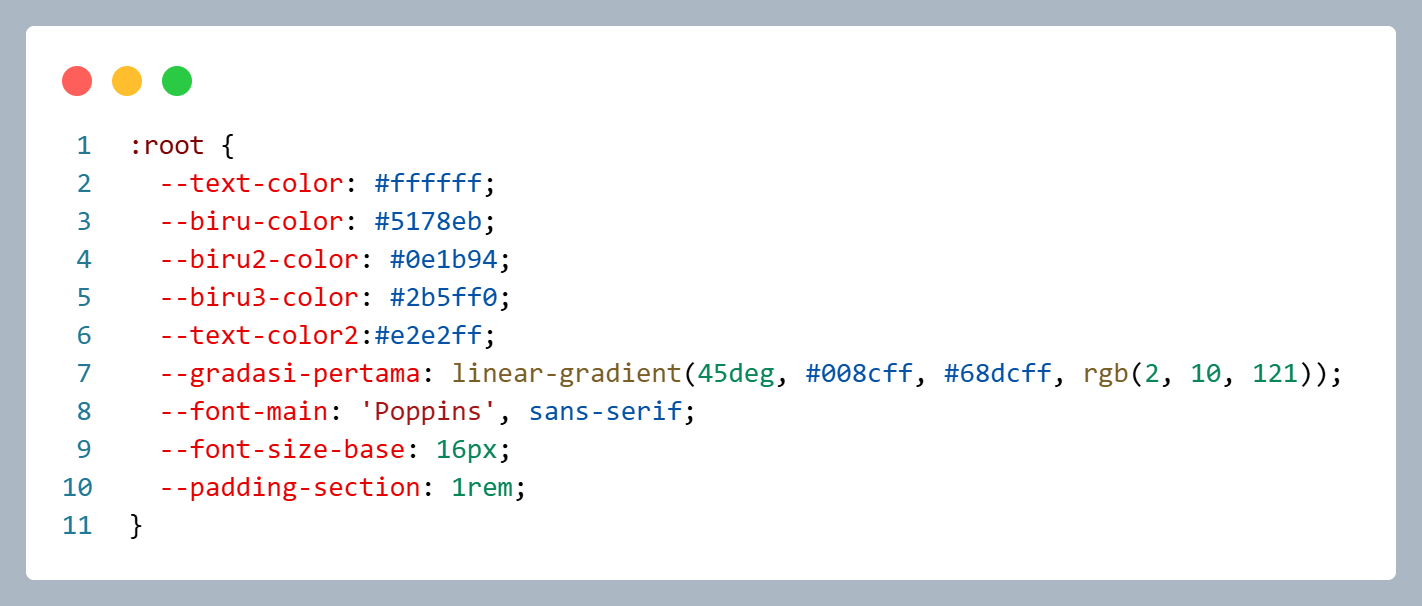 1 :root {
2 --text-color: #ffffff;
3 --biru-color: #5178eb;
4 --biru2-color: #0e1b94;
5 --biru3-color: #2b5ff0;
6 --text-color2:#e2e2ff;
7 --gradasi-pertama: linear-gradient(45deg, #008cff, #68dcff, rgb(2, 10, 121));
8 --font-main: 'Poppins', sans-serif;
9 --font-size-base: 16px;
10 --padding-section: 1rem;
11 }